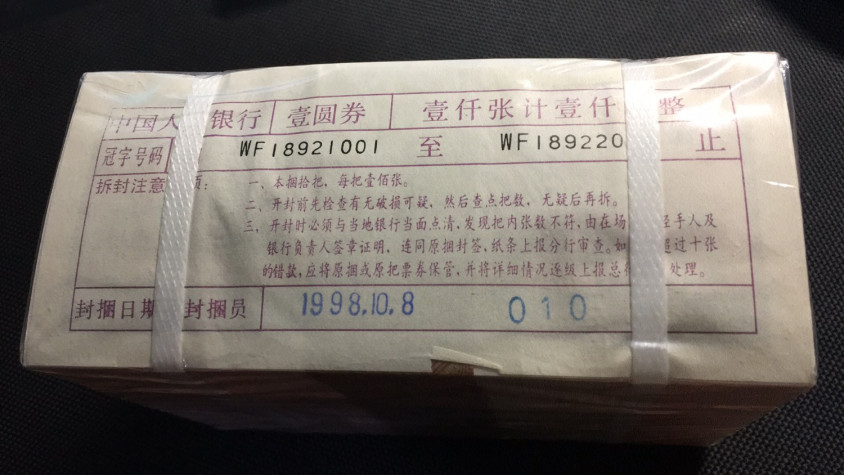 中国人 银行 壹圆券 壹仟张计壹仟 整
冠字号码 WF18921001 至 WF189220 止
拆封注意 项：
一、本捆拾把，每把壹佰张。
二、开封前先检查有无破损可疑，然后查点把数，无疑后再拆。
三、开封时必须与当地银行当面点清，发现把内张数不符，由在场 经手人及
银行负责人签章证明，连同原捆封签、纸条上报分行审查。如 超过十张
的错款，应将原捆或原把票券保管，并将详细情况逐级上报总 处理。
封捆日期 封捆员 1998.10.8 010